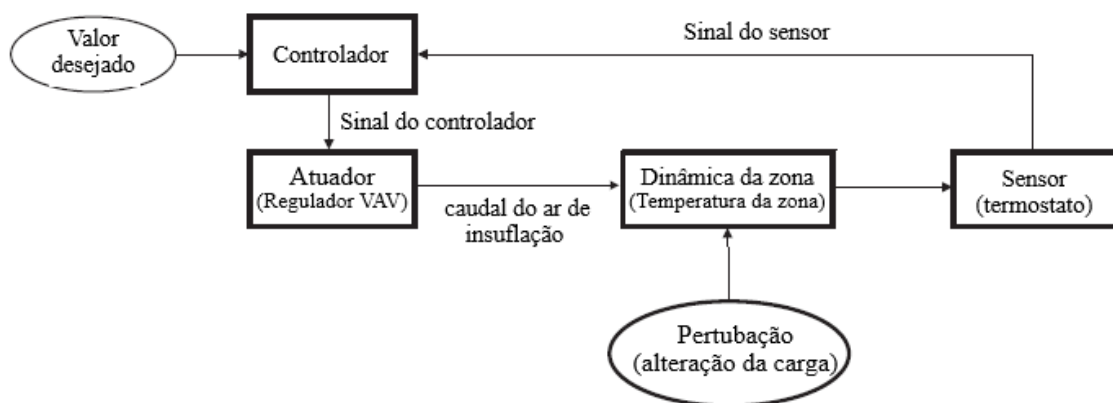 Valor
desejado
Controlador
Sinal do sensor
Sinal do controlador
Atuador
(Regulador VAV)
caudal do ar de
insuflação
Dinâmica da zona
(Temperatura da zona)
Sensor
(termostato)
Pertubação
(alteração da carga)